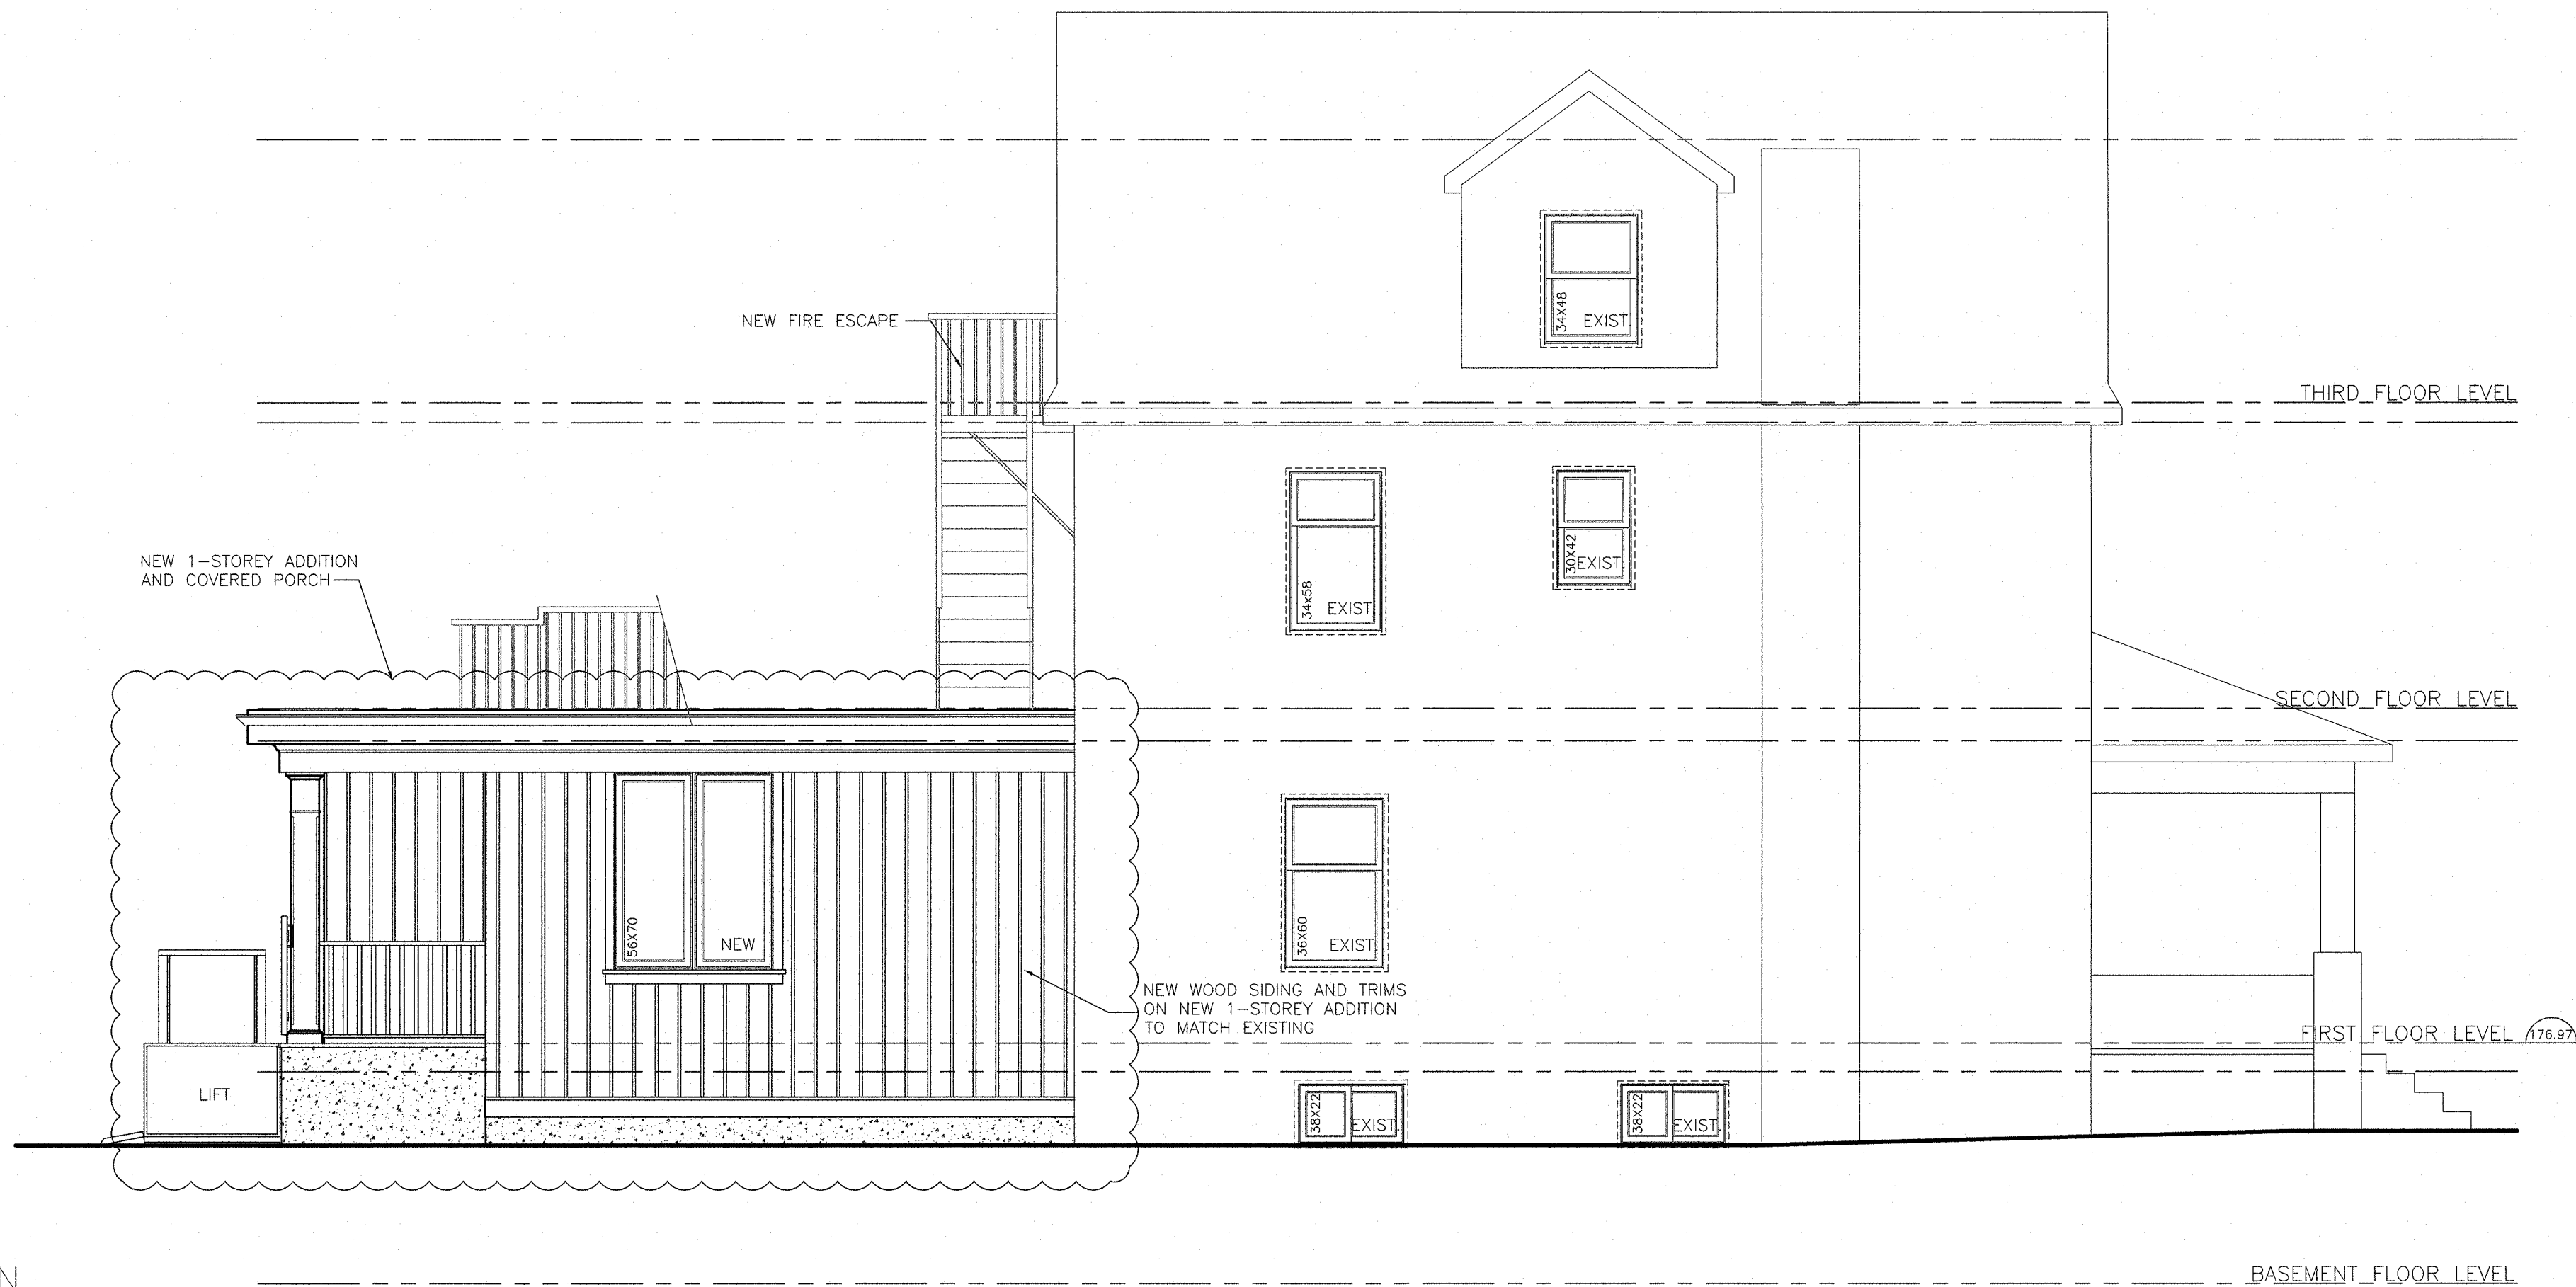 34X48
EXIST.
NEW FIRE ESCAPE
THIRD FLOOR LEVEL
34x58
EXIST.
30X42
EXIST.
NEW 1-STOREY ADDITION
AND COVERED PORCH
SECOND FLOOR LEVEL
56X70
NEW
36X60
EXIST.
NEW WOOD SIDING AND TRIMS
ON NEW 1-STOREY ADDITION
TO MATCH EXISTING
FIRST FLOOR LEVEL
176.97
LIFT
38X22
EXIST.
38X22
EXIST.
N
BASEMENT FLOOR LEVEL